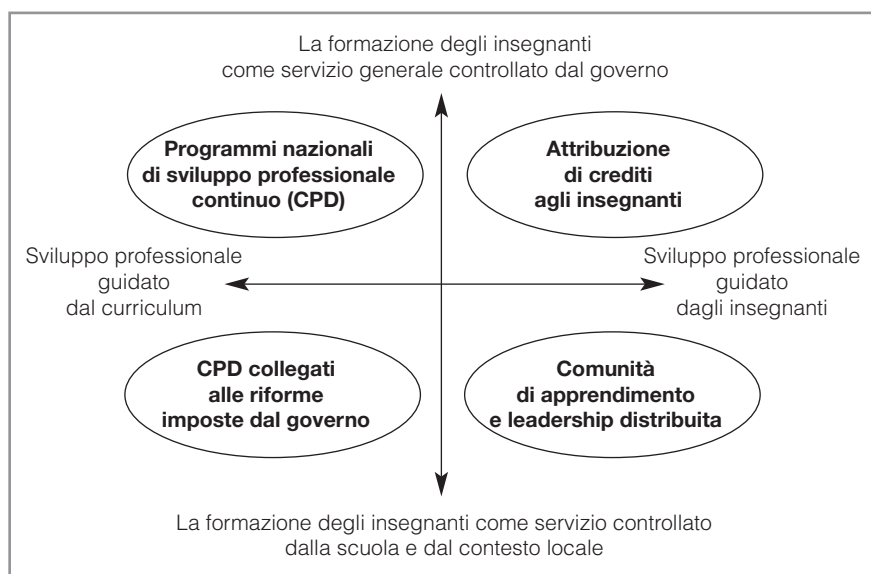 La formazione degli insegnanti
come servizio generale controllato dal governo
Programmi nazionali
di sviluppo professionale
continuo (CPD)
Attribuzione
di crediti
agli insegnanti
Sviluppo professionale
guidato
dal curriculum
Sviluppo professionale
guidato
dagli insegnanti
CPD collegati
alle riforme
imposte dal governo
Comunità
di apprendimento
e leadership distribuita
La formazione degli insegnanti come servizio controllato
dalla scuola e dal contesto locale